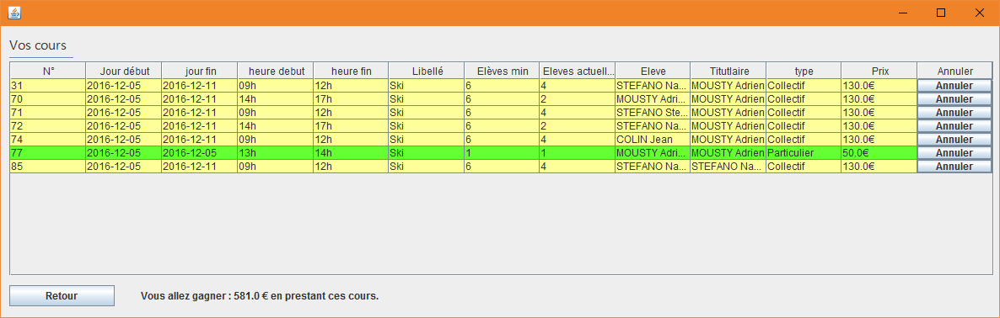 Vos cours
N° Jour début jour fin heure debut heure fin Libellé Elèves min Eleves actuell... Eleve Titutlaire type Prix Annuler
31 2016-12-05 2016-12-11 09h 12h Ski 6 4 STEFANO Na... MOUSTY Adrien Collectif 130.0€ Annuler
70 2016-12-05 2016-12-11 14h 17h Ski 6 2 MOUSTY Adri... MOUSTY Adrien Collectif 130.0€ Annuler
71 2016-12-05 2016-12-11 09h 12h Ski 6 4 STEFANO Ste... MOUSTY Adrien Collectif 130.0€ Annuler
72 2016-12-05 2016-12-11 14h 17h Ski 6 2 STEFANO Na... MOUSTY Adrien Collectif 130.0€ Annuler
74 2016-12-05 2016-12-11 09h 12h Ski 6 4 COLIN Jean MOUSTY Adrien Collectif 130.0€ Annuler
77 2016-12-05 2016-12-05 13h 14h Ski 1 1 MOUSTY Adri... MOUSTY Adrien Particulier 50.0€ Annuler
85 2016-12-05 2016-12-11 09h 12h Ski 6 4 STEFANO Na... STEFANO Na... Collectif 130.0€ Annuler
Retour Vous allez gagner : 581.0 € en prestant ces cours.